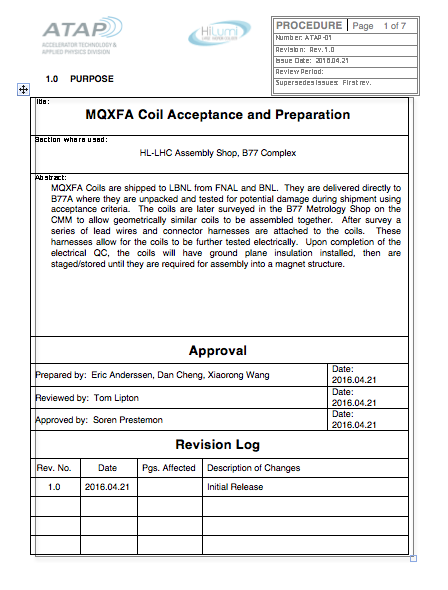 ATAP
ACCELERATOR TECHNOLOGY &
APPLIED PHYSICS DIVISION
HiLumi
PROCEDURE Page 1 of 7
Number: ATAP-01
Revision: Rev.1.0
Issue Date: 2016.04.21
Review Period:
Supersedes Issues: First rev.
1.0 PURPOSE
Title:
MQXFA Coil Acceptance and Preparation
Section where used:
HL-LHC Assembly Shop, B77 Complex
Abstract:
MQXFA Coils are shipped to LBNL from FNAL and BNL. They are delivered directly to
B77A where they are unpacked and tested for potential damage during shipment using
acceptance criteria. The coils are later surveyed in the B77 Metrology Shop on the
CMM to allow geometrically similar coils to be assembled together. After survey a
series of lead wires and connector harnesses are attached to the coils. These
harnesses allow for the coils to be further tested electrically. Upon completion of the
electrical QC, the coils will have ground plane insulation installed, then are
staged/stored until they are required for assembly into a magnet structure.
Approval
Prepared by: Eric Anderssen, Dan Cheng, Xiaorong Wang
Date:
2016.04.21
Reviewed by: Tom Lipton
Date:
2016.04.21
Approved by: Soren Prestemon
Date:
2016.04.21
Revision Log
Rev. No. Date Pgs. Affected Description of Changes
1.0 2016.04.21 Initial Release